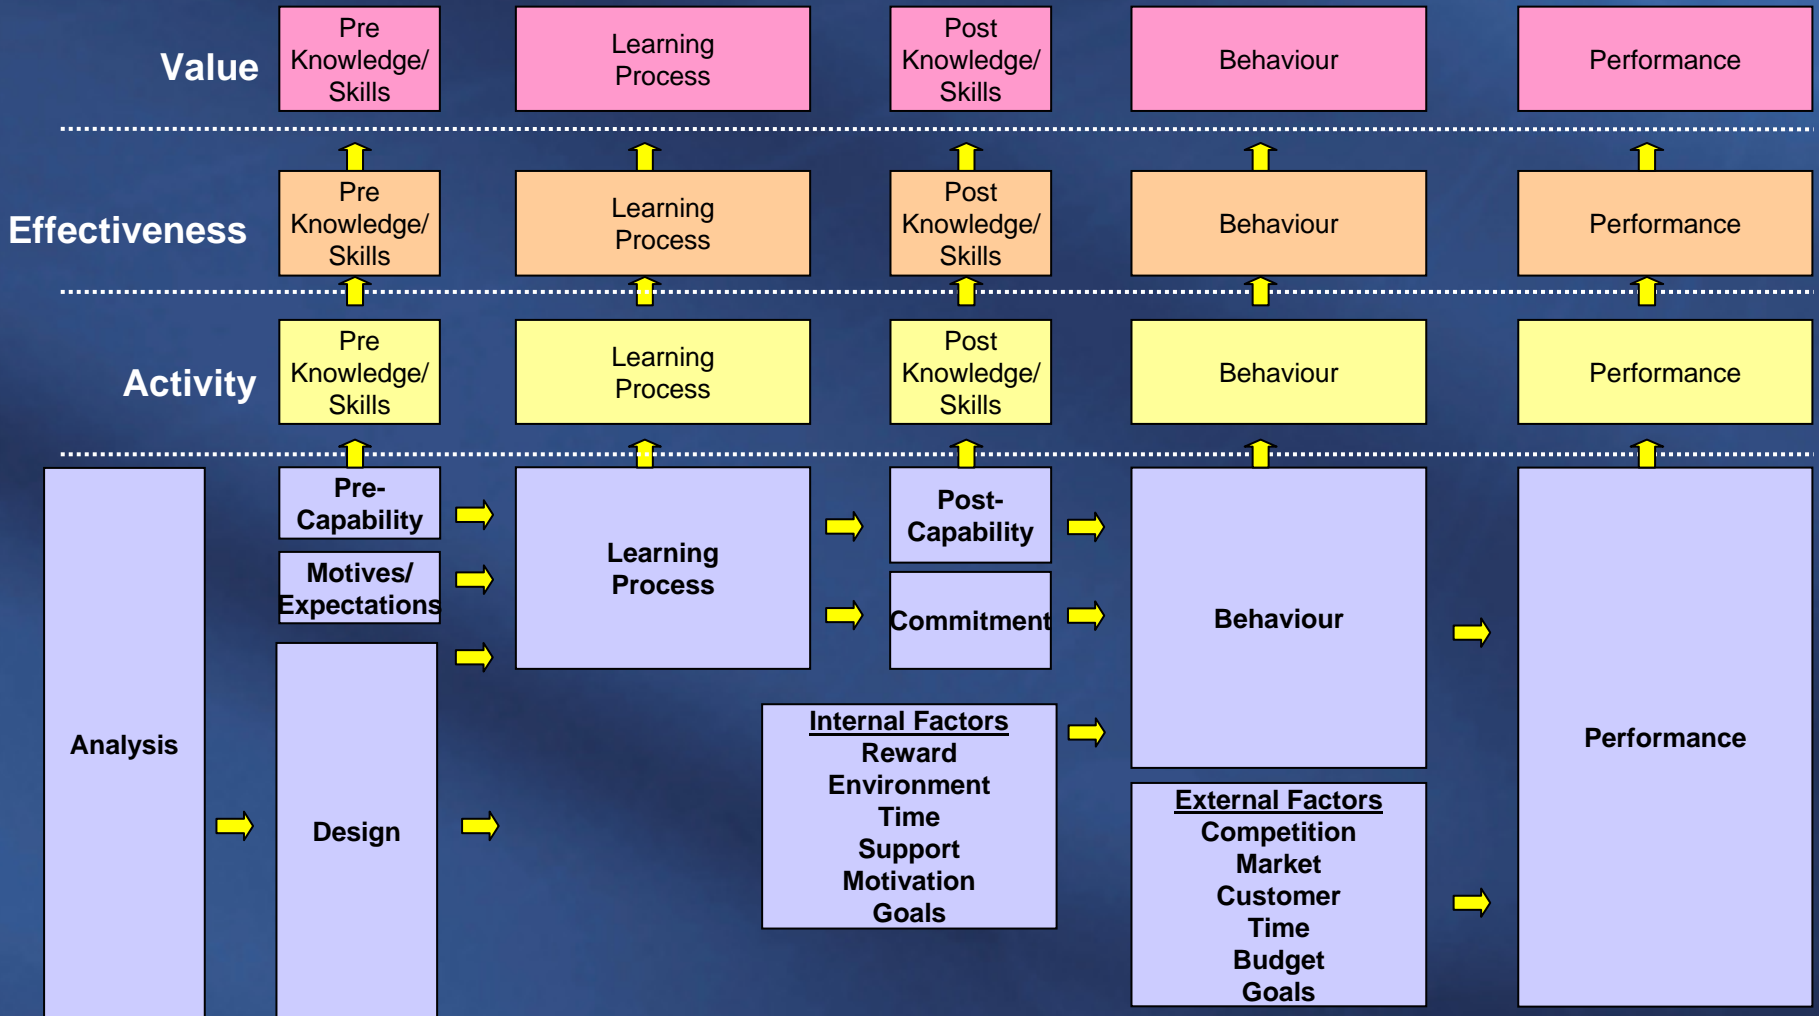 Value
Pre
Knowledge/
Skills
Learning
Process
Post
Knowledge/
Skills
Behaviour
Performance
Effectiveness
Pre
Knowledge/
Skills
Learning
Process
Post
Knowledge/
Skills
Behaviour
Performance
Activity
Pre
Knowledge/
Skills
Learning
Process
Post
Knowledge/
Skills
Behaviour
Performance
Analysis
Pre-
Capability
Motives/
Expectations
Design
Learning
Process
Post-
Capability
Commitment
Internal Factors
Reward
Environment
Time
Support
Motivation
Goals
Behaviour
External Factors
Competition
Market
Customer
Time
Budget
Goals
Performance